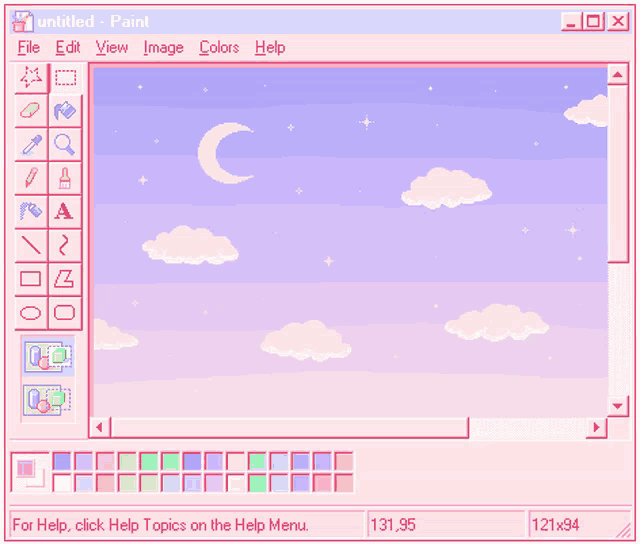 untitled - Paint
File Edit View Image Colors Help
A
For Help, click Help Topics on the Help Menu. 131,95 121x94